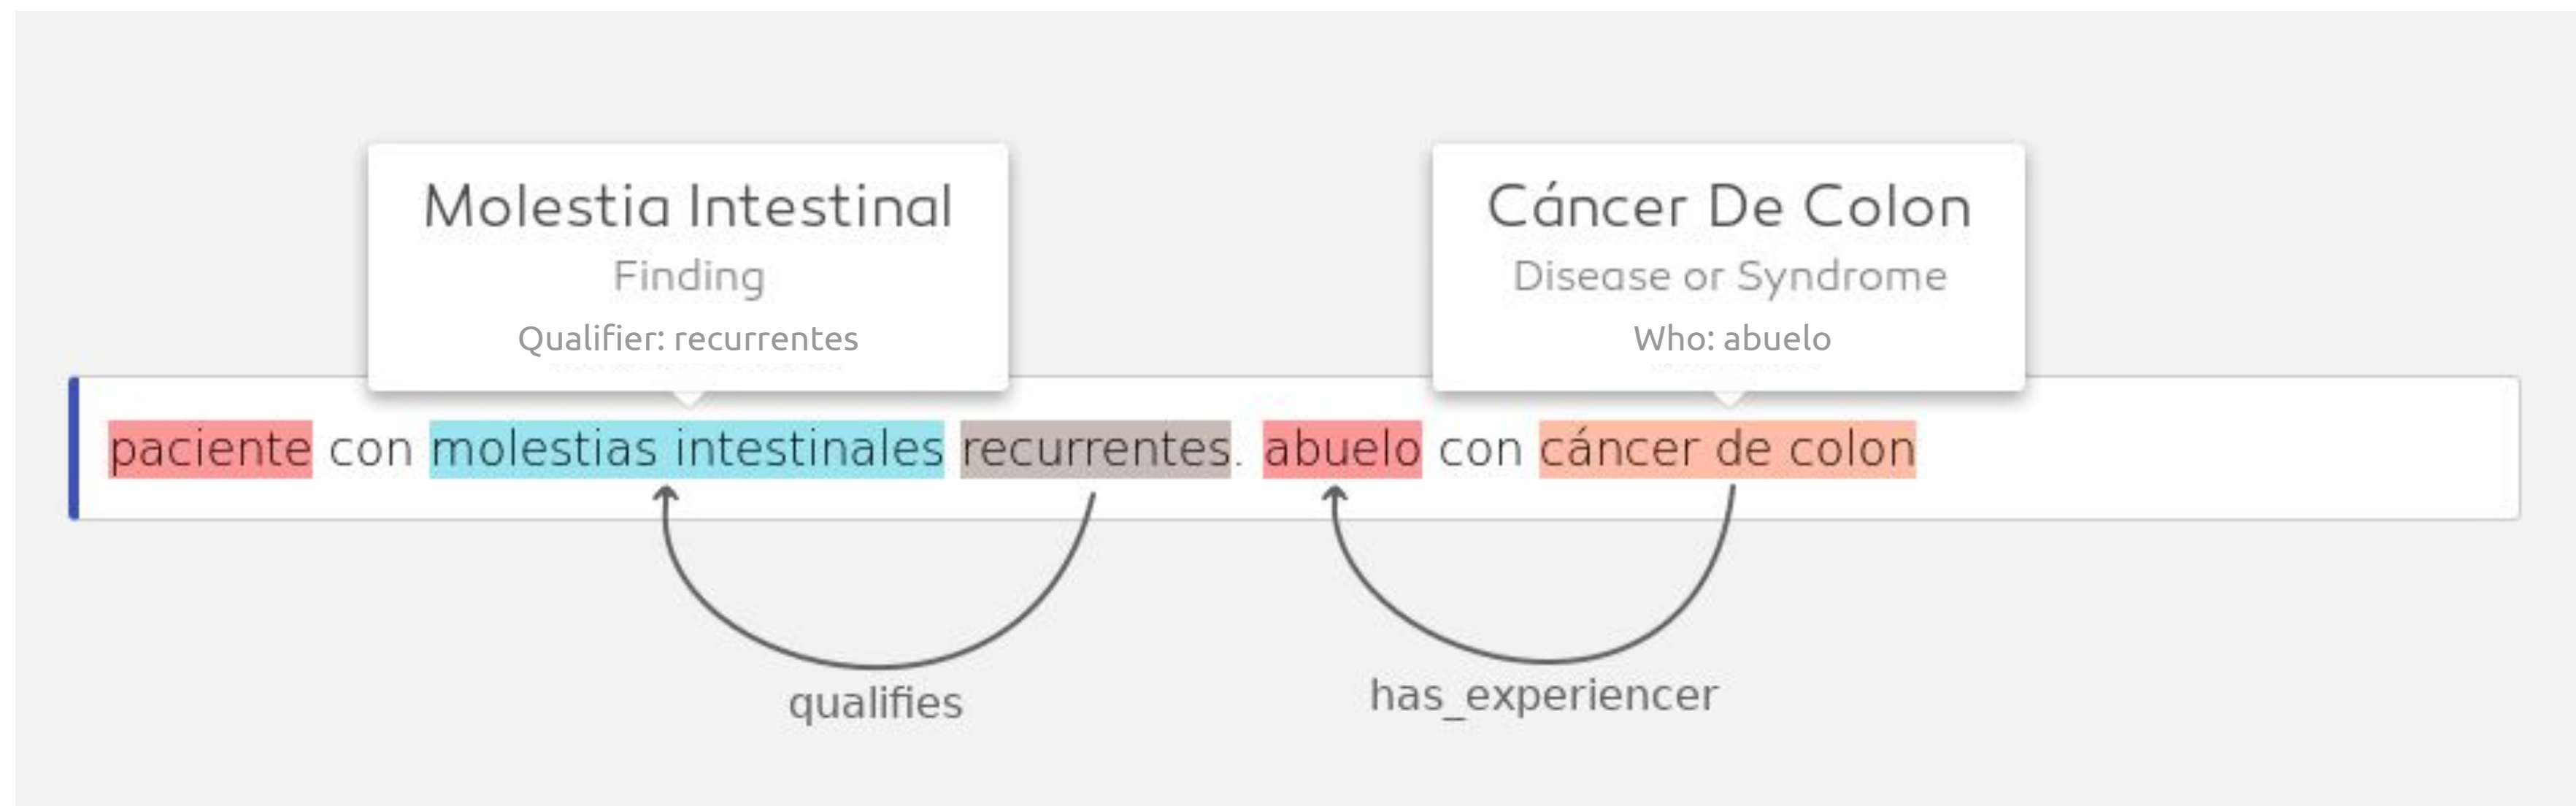 Molestia Intestinal
Finding
Qualifier: recurrentes
Cáncer De Colon
Disease or Syndrome
Who: abuelo
paciente con molestias intestinales recurrentes. abuelo con cáncer de colon
qualifies
has_experiencer